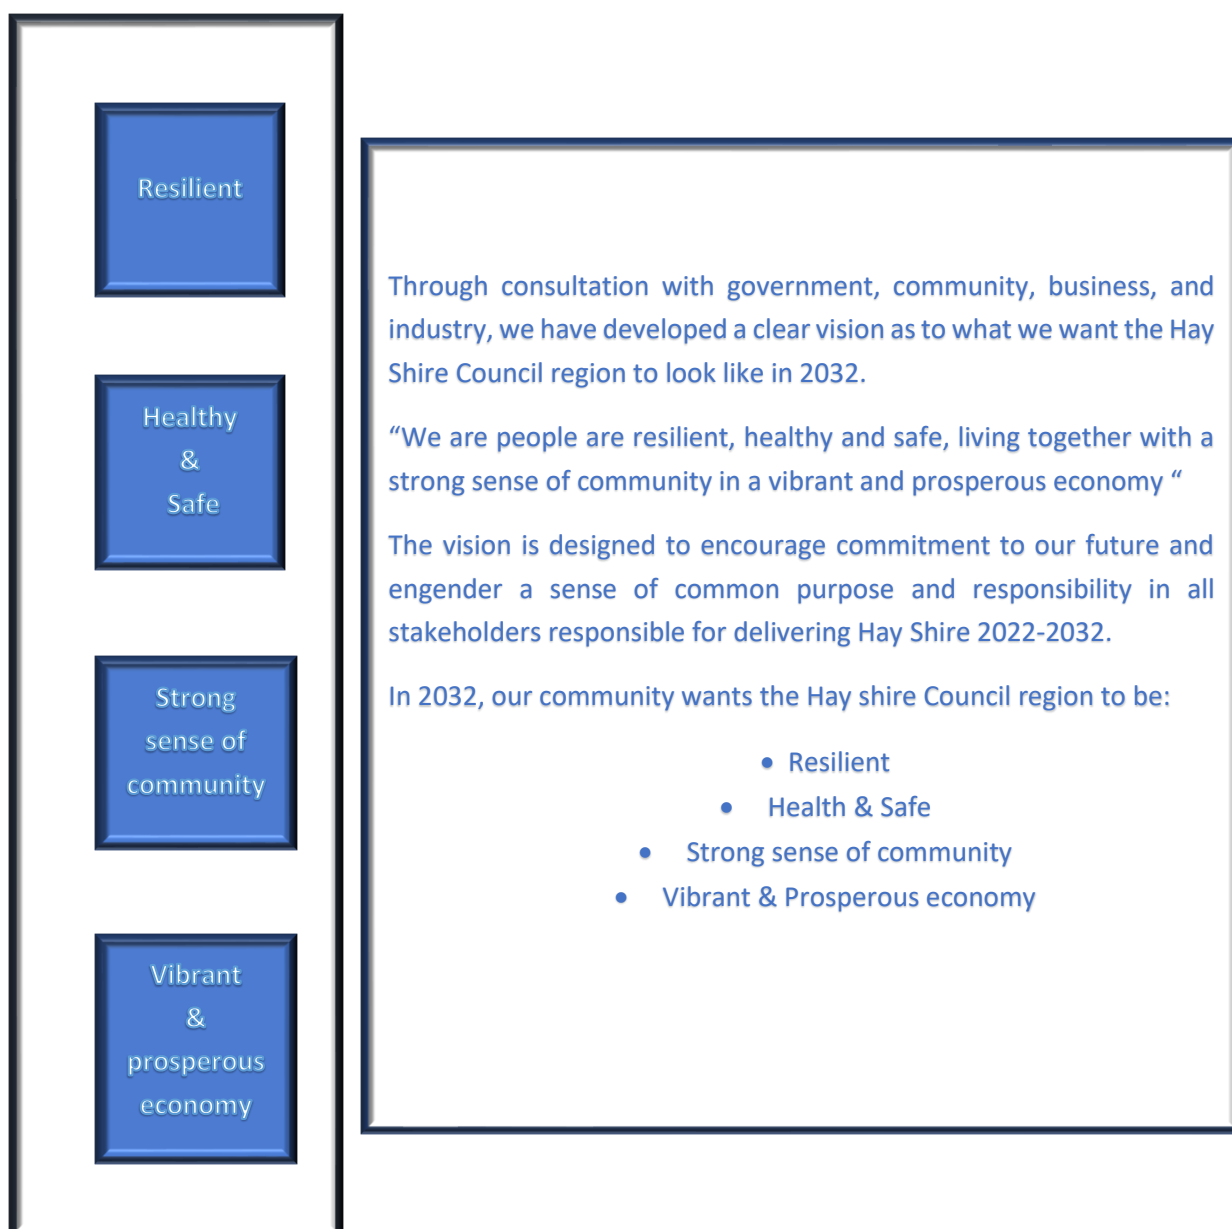 Resilient
Healthy
&
Safe
Strong
sense of
community
Vibrant
&
prosperous
economy
Through consultation with government, community, business, and
industry, we have developed a clear vision as to what we want the Hay
Shire Council region to look like in 2032.
“We are people are resilient, healthy and safe, living together with a
strong sense of community in a vibrant and prosperous economy “
The vision is designed to encourage commitment to our future and
engender a sense of common purpose and responsibility in all
stakeholders responsible for delivering Hay Shire 2022-2032.
In 2032, our community wants the Hay shire Council region to be:
• Resilient
• Health & Safe
• Strong sense of community
• Vibrant & Prosperous economy